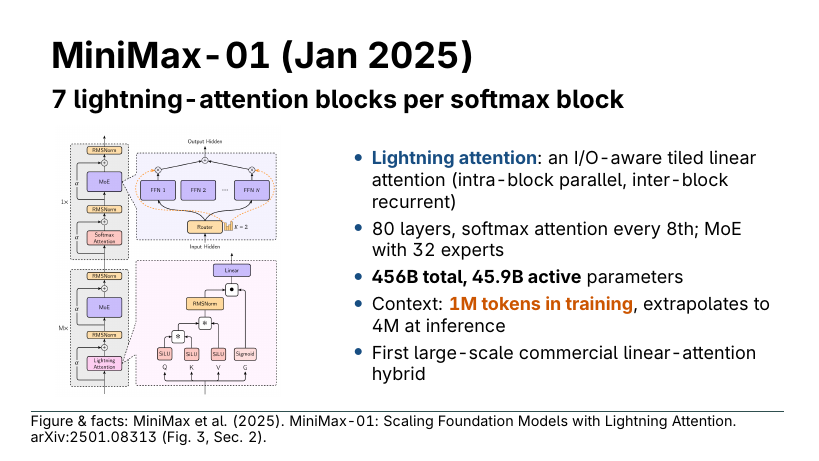 MiniMax-01 (Jan 2025)
7 lightning-attention blocks per softmax block
Output Hidden
RMSNorm
MoE
α
1×
RMSNorm
α
Softmax
Attention
FFN 1
FFN 2
...
FFN N
Router
K = 2
Input Hidden
RMSNorm
MoE
α
M×
RMSNorm
α
Lightning
Attention
Linear
RMSNorm
SiLU
SiLU
SiLU
Sigmoid
Q
K
V
G
• Lightning attention: an I/O-aware tiled linear
attention (intra-block parallel, inter-block
recurrent)
• 80 layers, softmax attention every 8th; MoE
with 32 experts
• 456B total, 45.9B active parameters
• Context: 1M tokens in training, extrapolates to
4M at inference
• First large-scale commercial linear-attention
hybrid
Figure & facts: MiniMax et al. (2025). MiniMax-01: Scaling Foundation Models with Lightning Attention.
arXiv:2501.08313 (Fig. 3, Sec. 2).